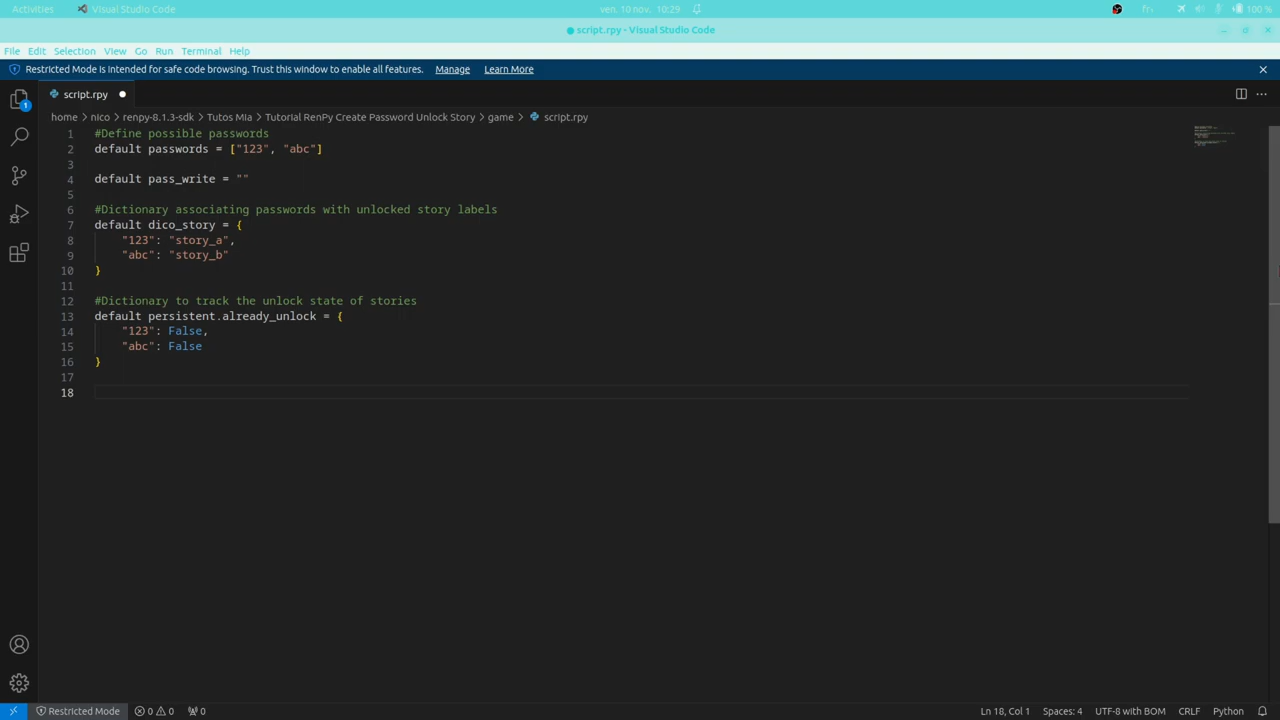 Activities Visual Studio Code ven. 10 nov. 10:29 fr 100 %
script.rpy - Visual Studio Code
File Edit Selection View Go Run Terminal Help
Restricted Mode is intended for safe code browsing. Trust this window to enable all features. Manage Learn More
script.rpy
home > nico > renpy-8.1.3-sdk > Tutos Mia > Tutorial RenPy Create Password Unlock Story > game > script.rpy
1 #Define possible passwords
2 default passwords = ["123", "abc"]
3
4 default pass_write = ""
5
6 #Dictionary associating passwords with unlocked story labels
7 default dico_story = {
8 "123": "story_a",
9 "abc": "story_b"
10 }
11
12 #Dictionary to track the unlock state of stories
13 default persistent.already_unlock = {
14 "123": False,
15 "abc": False
16 }
17
18
1
Restricted Mode 0 0 0 Ln 18, Col 1 Spaces: 4 UTF-8 with BOM CRLF Python